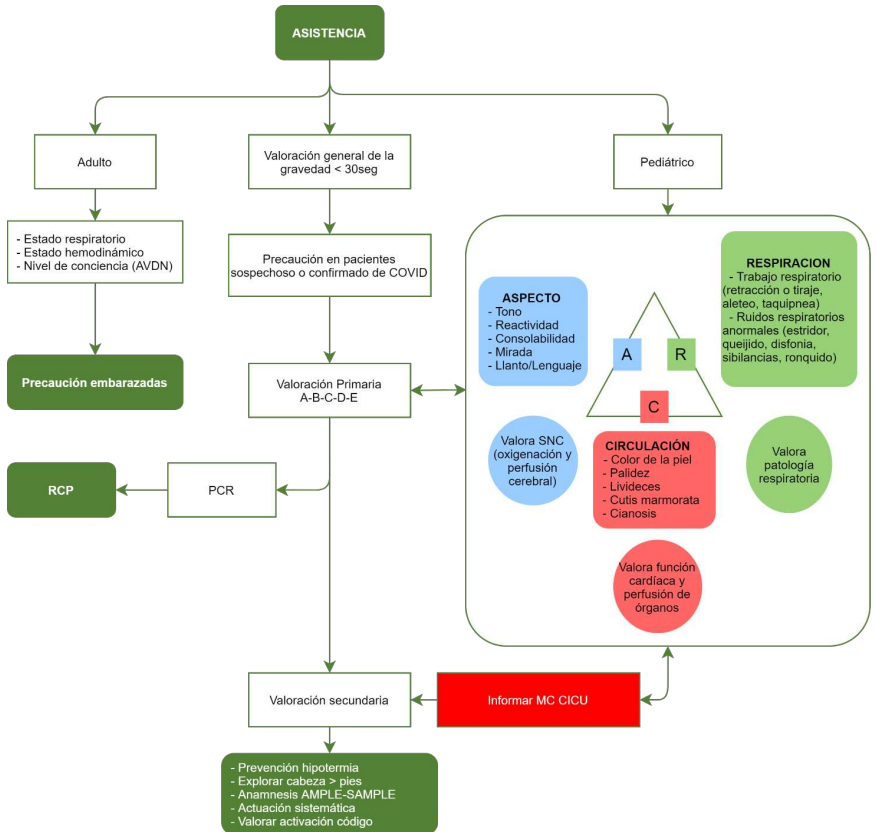 ASISTENCIA
Adulto
Valoración general de la
gravedad < 30seg
Pediátrico
- Estado respiratorio
- Estado hemodinámico
- Nivel de conciencia (AVDN)
Precaución en pacientes
sospechoso o confirmado de COVID
Precaución embarazadas
Valoración Primaria
A-B-C-D-E
RCP
PCR
ASPECTO
- Tono
- Reactividad
- Consolabilidad
- Mirada
- Llanto/Lenguaje
A
R
C
RESPIRACION
- Trabajo respiratorio
(retracción o tiraje,
aleteo, taquipnea)
- Ruidos respiratorios
anormales (estridor,
queijido, disfonia,
sibilancias, ronquido)
Valora SNC
(oxigenación y
perfusión
cerebral)
CIRCULACIÓN
- Color de la piel
- Palidez
- Livideces
- Cutis marmorata
- Cianosis
Valora
patología
respiratoria
Valora función
cardíaca y
perfusión de
órganos
Valoración secundaria
Informar MC CICU
- Prevención hipotermia
- Explorar cabeza > pies
- Anamnesis AMPLE-SAMPLE
- Actuación sistemática
- Valorar activación código